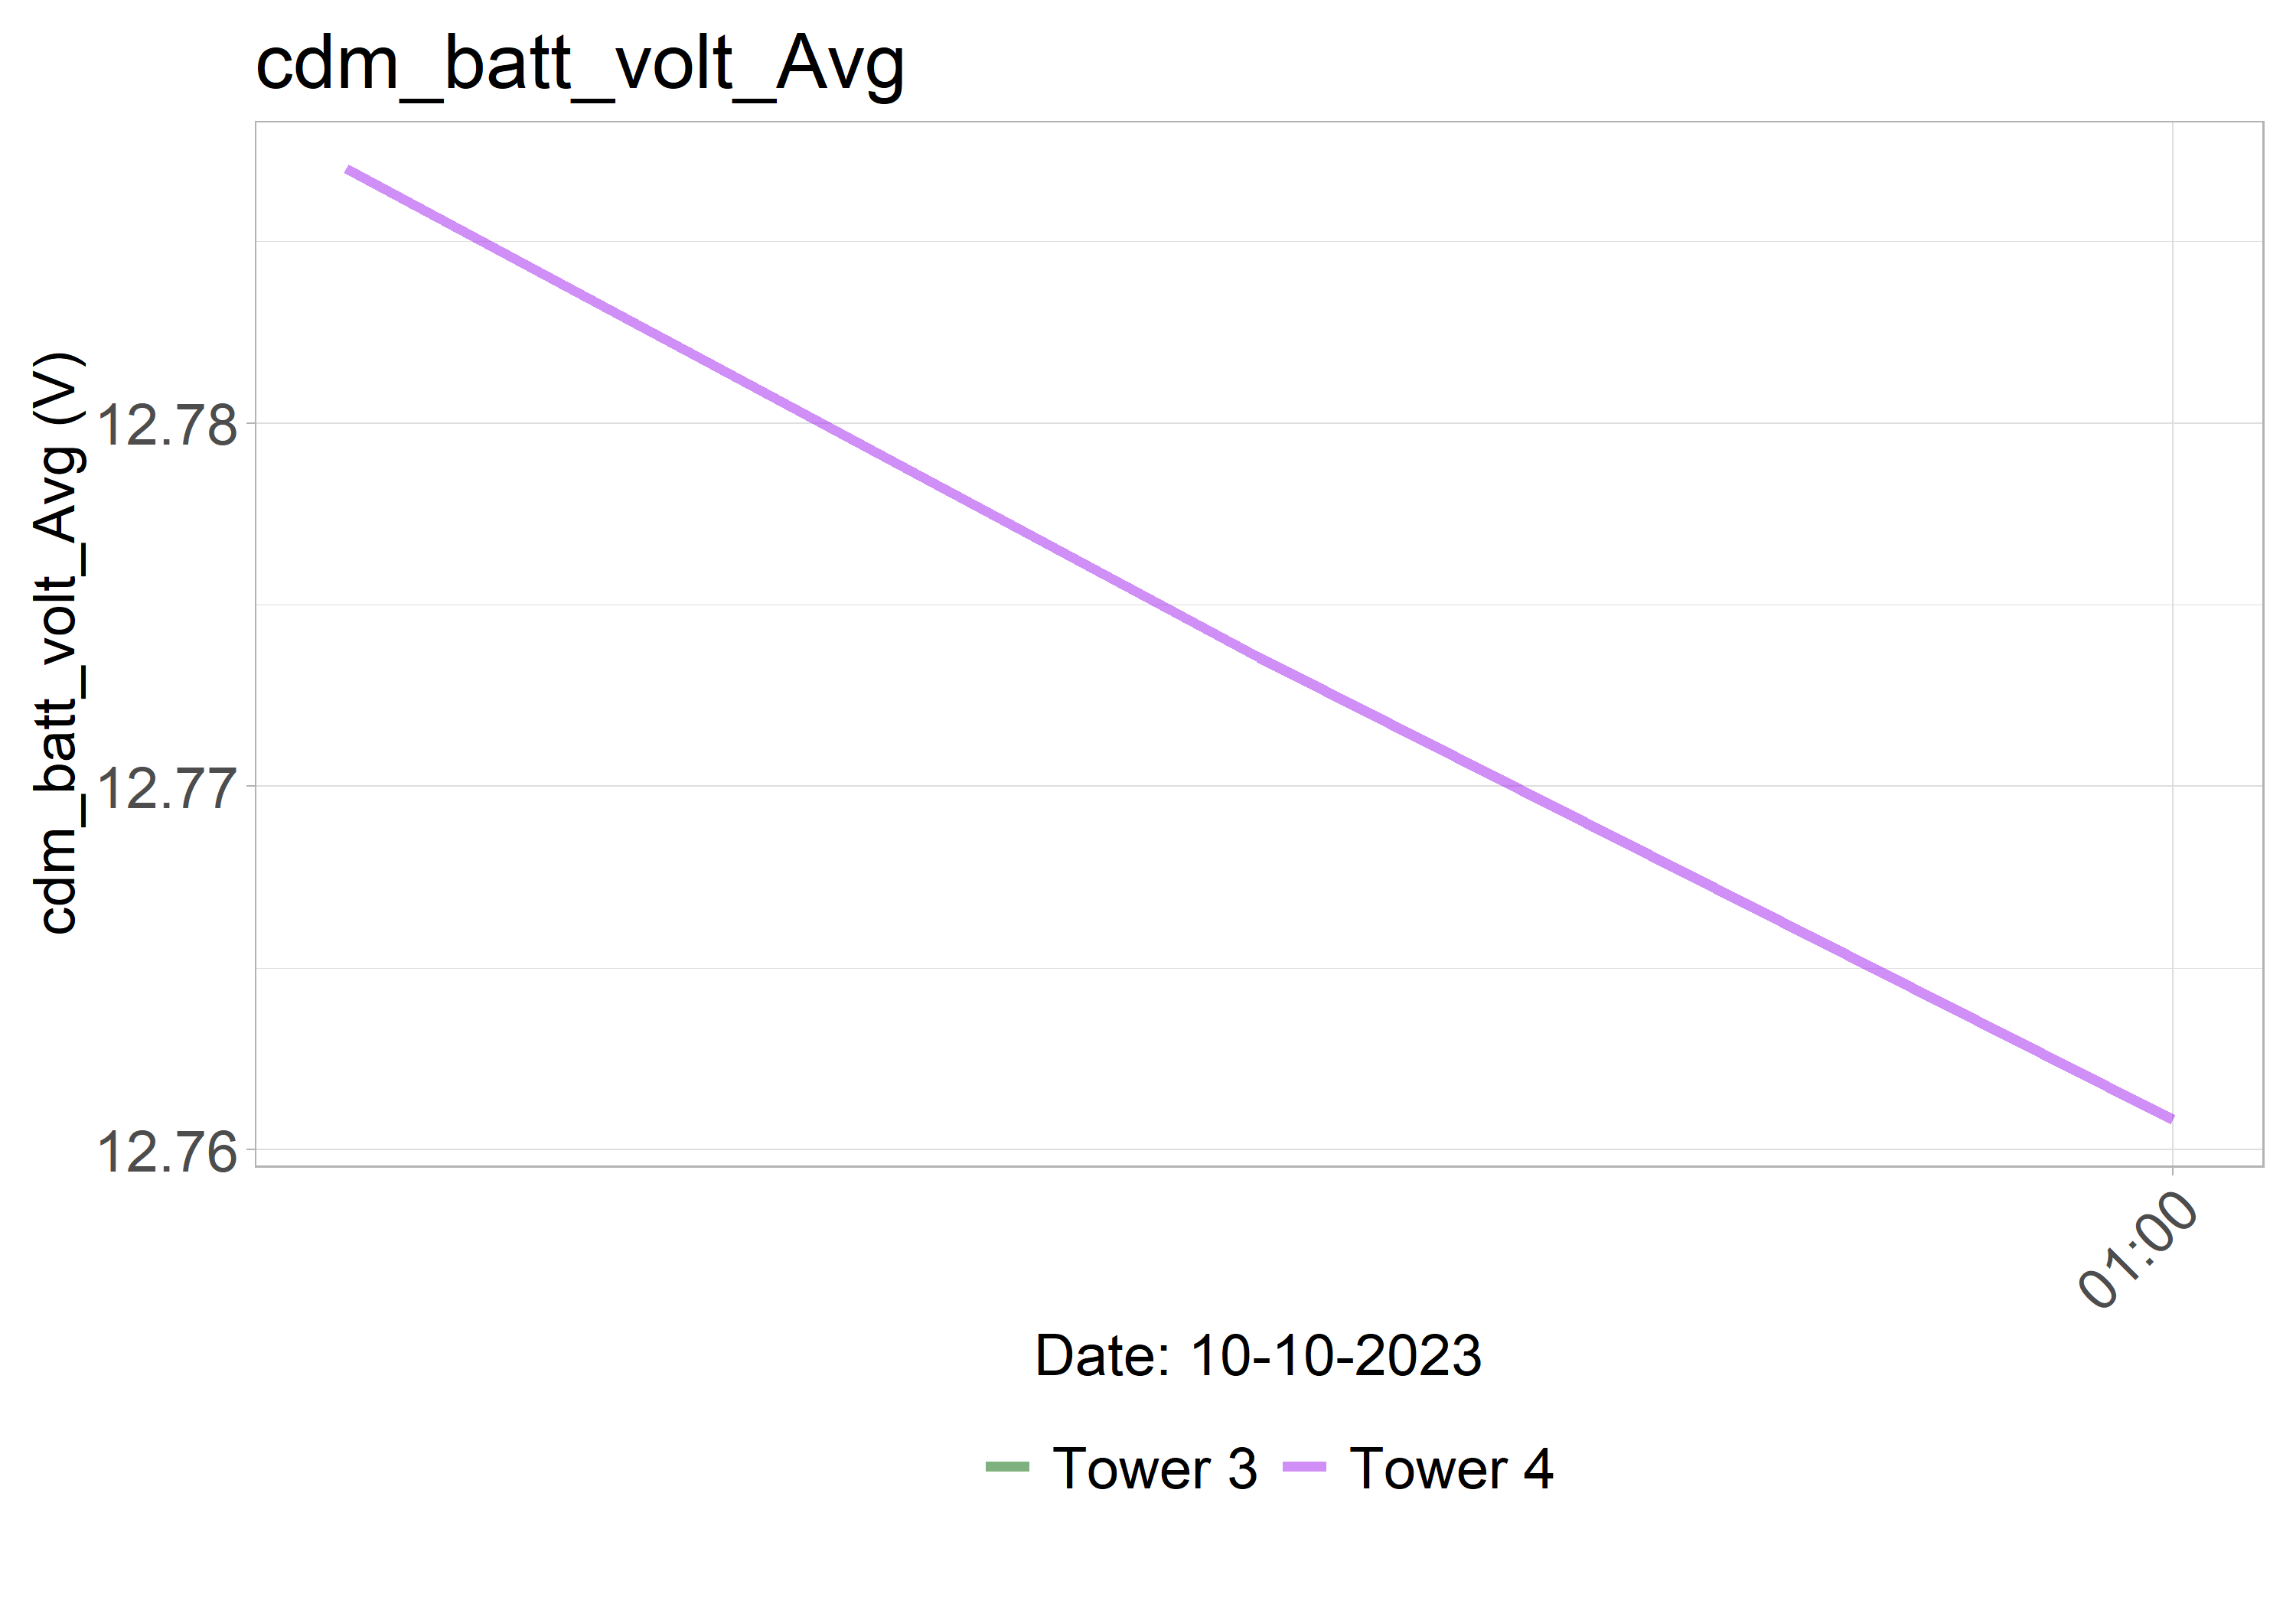 cdm_batt_volt_Avg
cdm_batt_volt_Avg (V)
12.78
12.77
12.76
01:00
Date: 10-10-2023
Tower 3 Tower 4